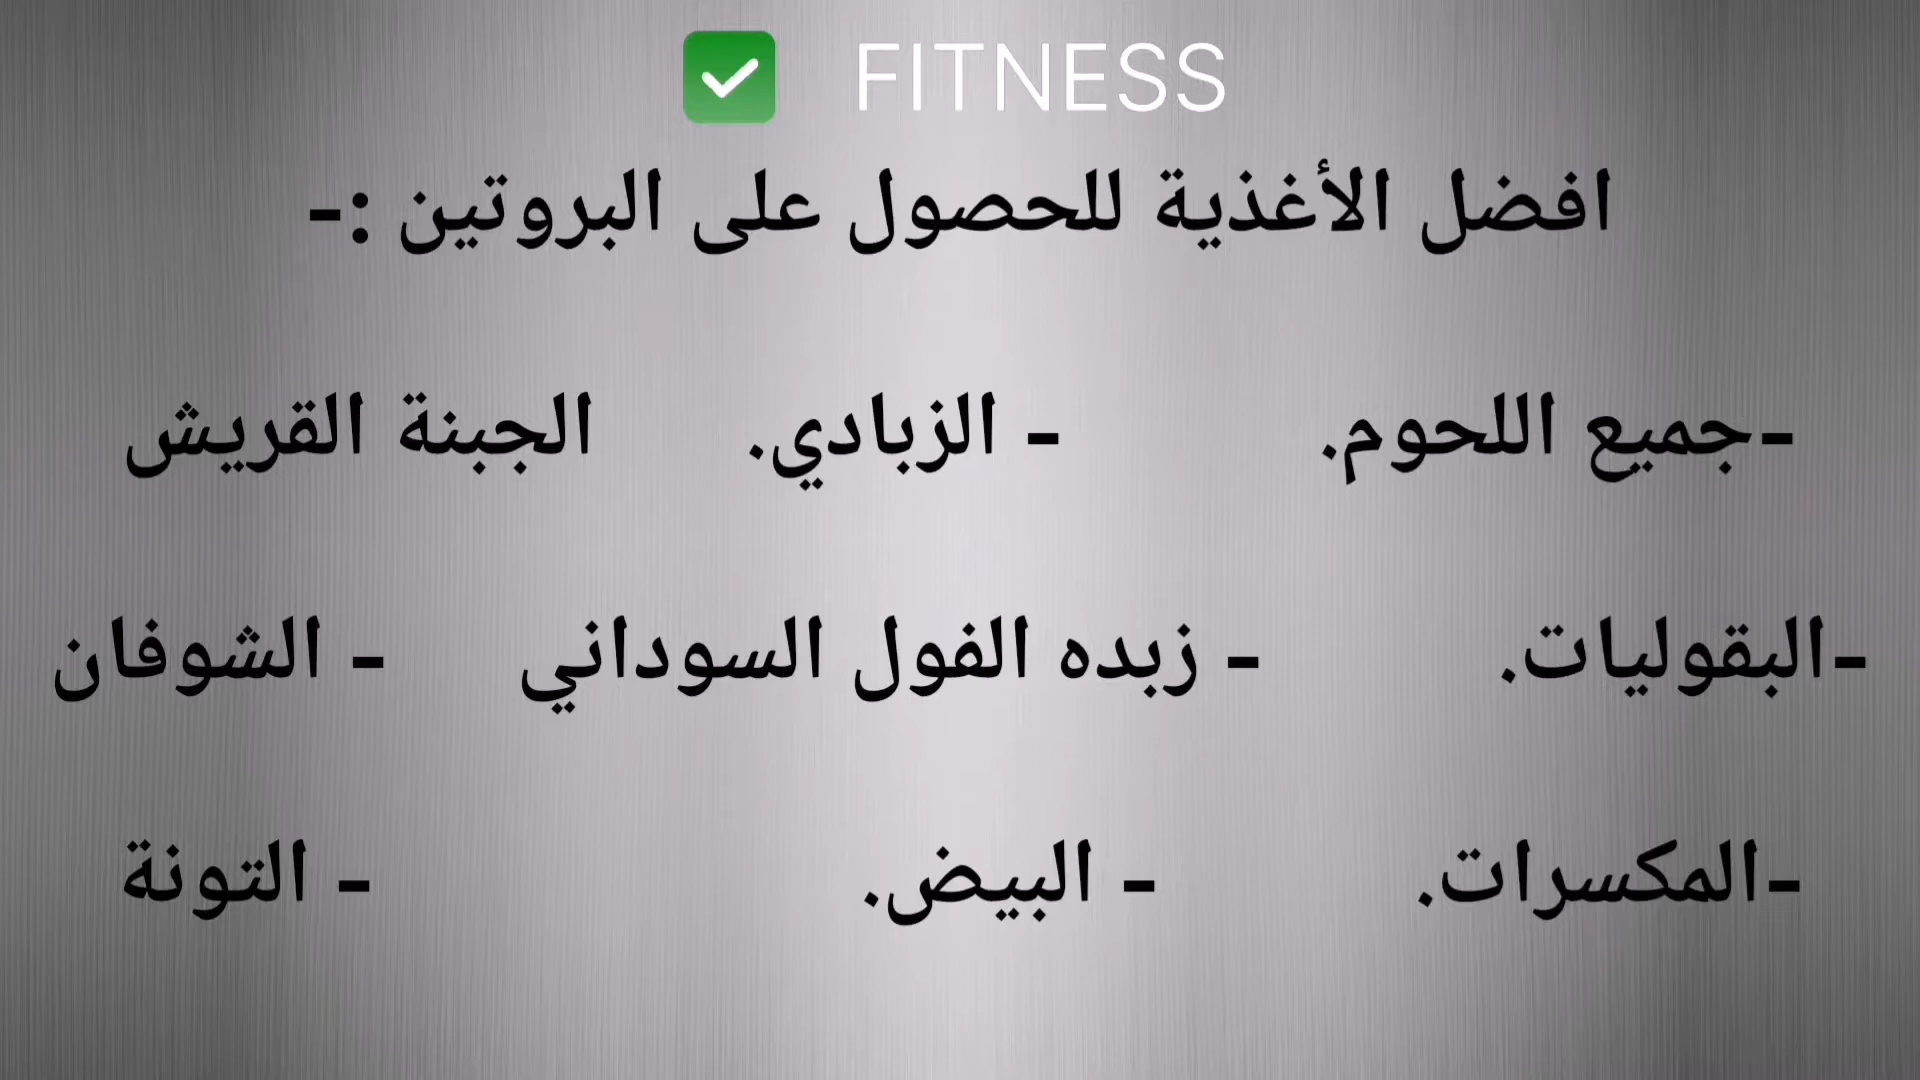 ✅ FITNESS
افضل الأغذية للحصول على البروتين :-
-جميع اللحوم. - الزبادي. الجبنة القريش
-البقوليات. - زبده الفول السوداني - الشوفان
-المكسرات. - البيض. - التونة